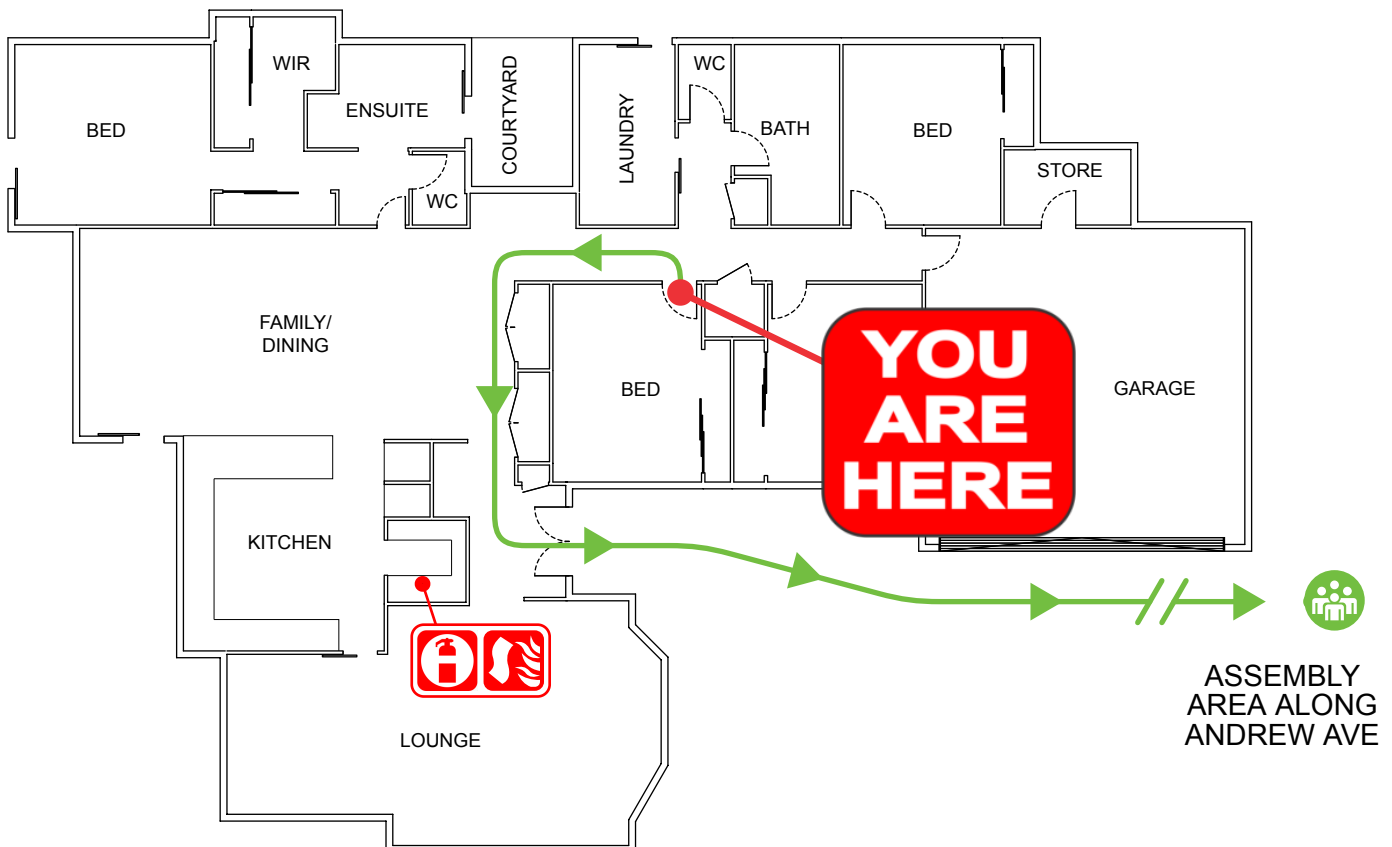 WIR
WC
BED
ENSUITE
COURTYARD
LAUNDRY
BATH
BED
STORE
WC
FAMILY/
DINING
BED
YOU
ARE
HERE
GARAGE
KITCHEN
LOUNGE
ASSEMBLY
AREA ALONG
ANDREW AVE